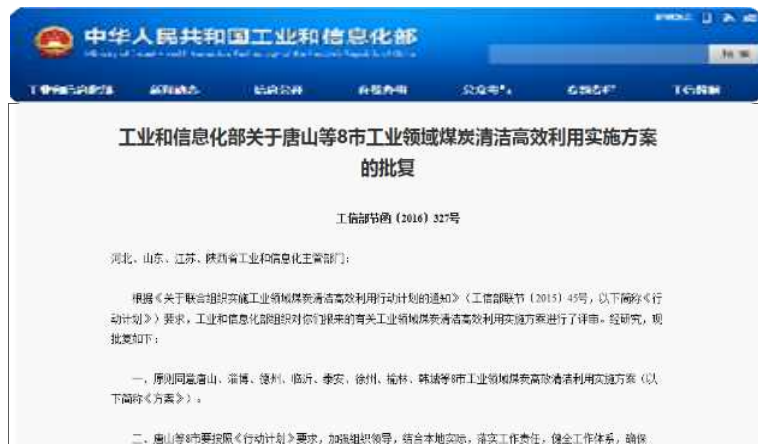 中华人民共和国工业和信息化部
工业和信息化部关于唐山等8市工业领域煤炭清洁高效利用实施方案
的批复
工信部节函〔2016〕327号
河北、山东、江苏、陕西省工业和信息化主管部门：
根据《关于联合组织实施工业领域煤炭清洁高效利用行动计划的通知》（工信部联节〔2015〕45号，以下简称《行
动计划》）要求，工业和信息化部组织对你们报来的有关工业领域煤炭清洁高效利用实施方案进行了评审。经研究，现
批复如下：
一、原则同意唐山、淄博、德州、临沂、泰安、徐州、榆林、韩城等8市工业领域煤炭高效清洁利用实施方案（以
下简称《方案》）。
二、唐山等8市要按照《行动计划》要求，加强组织领导，结合本地实际，落实工作责任，健全工作体系，确保